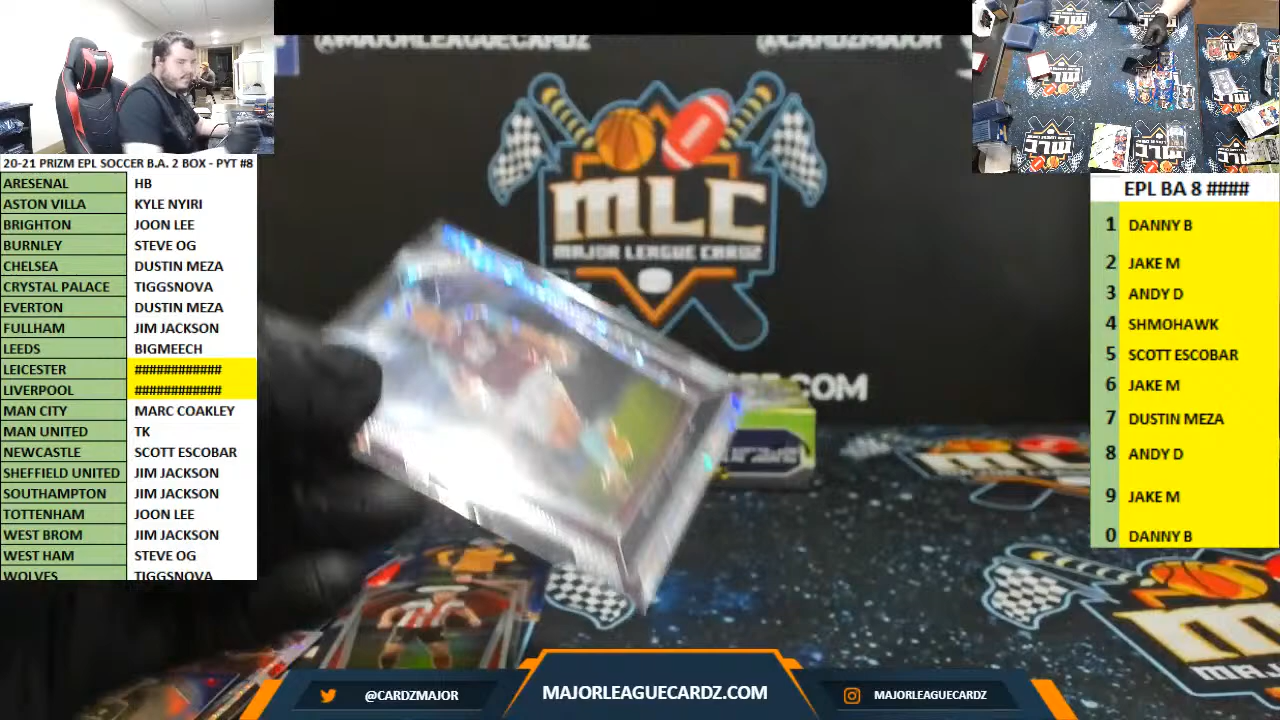 @MAJORLEAGUECARDZ
@CARDZMAJOR
MLC
MAJOR LEAGUE CARDZ
.COM
20-21 PRIZM EPL SOCCER B.A. 2 BOX - PYT #8
ARESENAL HB
ASTON VILLA KYLE NYIRI
BRIGHTON JOON LEE
BURNLEY STEVE OG
CHELSEA DUSTIN MEZA
CRYSTAL PALACE TIGGSNOVA
EVERTON DUSTIN MEZA
FULLHAM JIM JACKSON
LEEDS BIGMEECH
LEICESTER ############
LIVERPOOL ############
MAN CITY MARC COAKLEY
MAN UNITED TK
NEWCASTLE SCOTT ESCOBAR
SHEFFIELD UNITED JIM JACKSON
SOUTHAMPTON JIM JACKSON
TOTTENHAM JOON LEE
WEST BROM JIM JACKSON
WEST HAM STEVE OG
WOLVES TIGGSNOVA
EPL BA 8 ####
1 DANNY B
2 JAKE M
3 ANDY D
4 SHMOHAWK
5 SCOTT ESCOBAR
6 JAKE M
7 DUSTIN MEZA
8 ANDY D
9 JAKE M
0 DANNY B
@CARDZMAJOR
MAJORLEAGUECARDZ.COM
MAJORLEAGUECARDZ